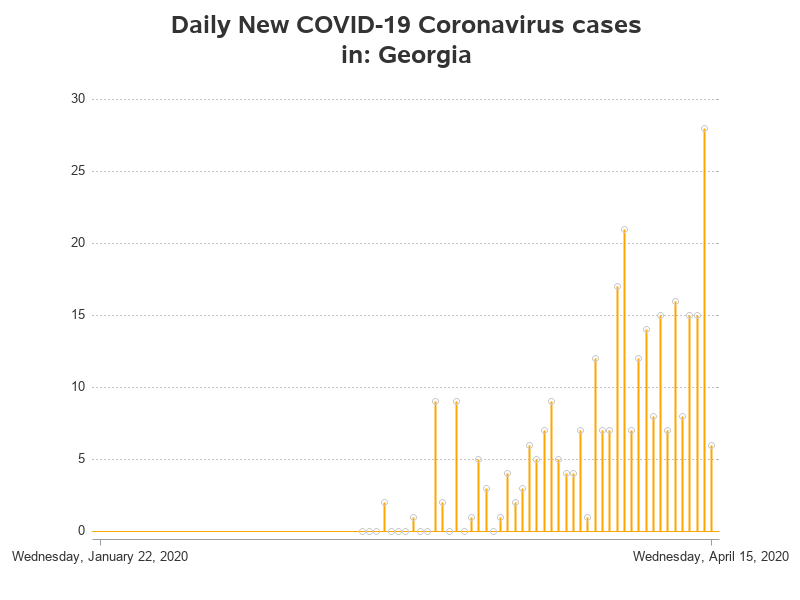 Daily New COVID-19 Coronavirus cases
in: Georgia
30
25
20
15
10
5
0
Wednesday, January 22, 2020
Wednesday, April 15, 2020